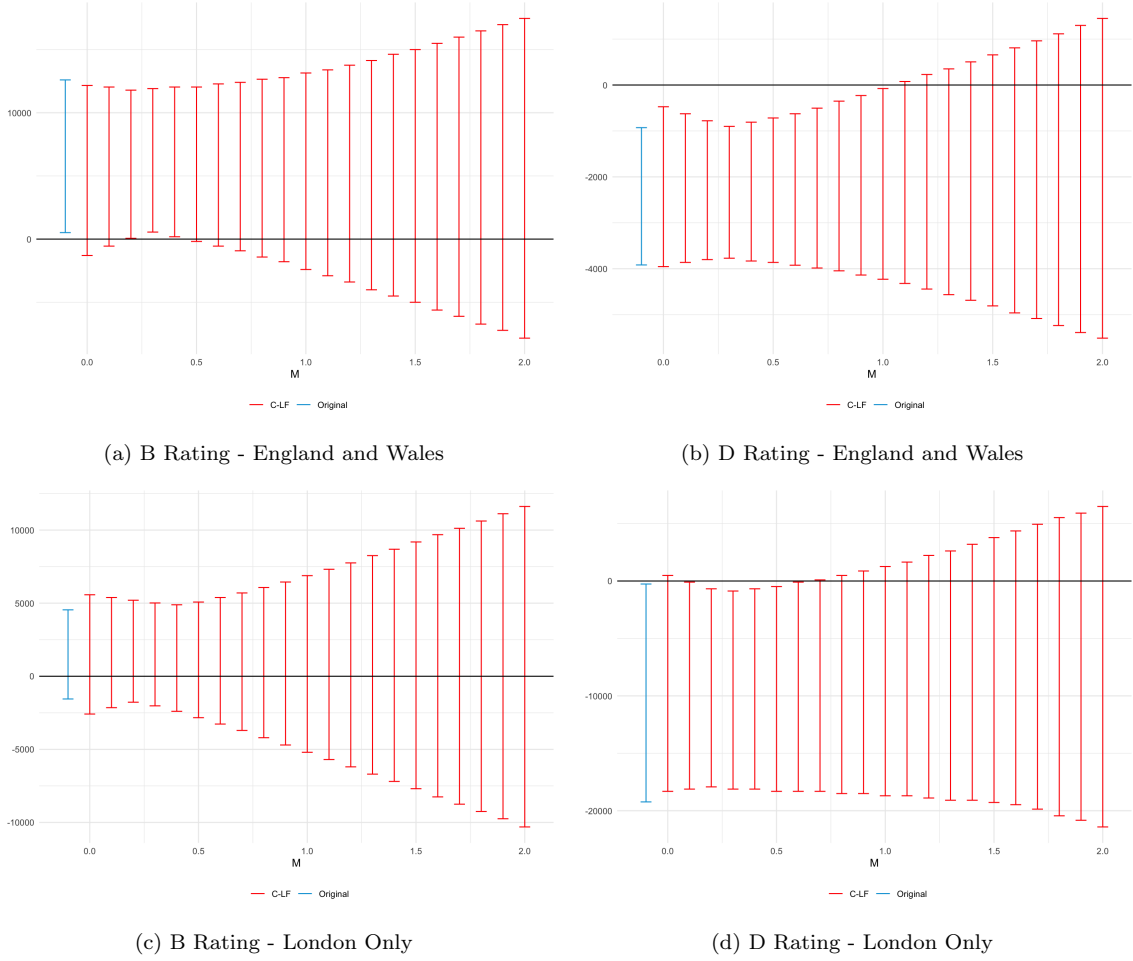 10000
0
0.0 0.5 1.0 1.5 2.0
M
C-LF Original
(a) B Rating - England and Wales
0
-2000
-4000
0.0 0.5 1.0 1.5 2.0
M
C-LF Original
(b) D Rating - England and Wales
10000
5000
0
-5000
-10000
0.0 0.5 1.0 1.5 2.0
M
C-LF Original
(c) B Rating - London Only
0
-10000
-20000
0.0 0.5 1.0 1.5 2.0
M
C-LF Original
(d) D Rating - London Only